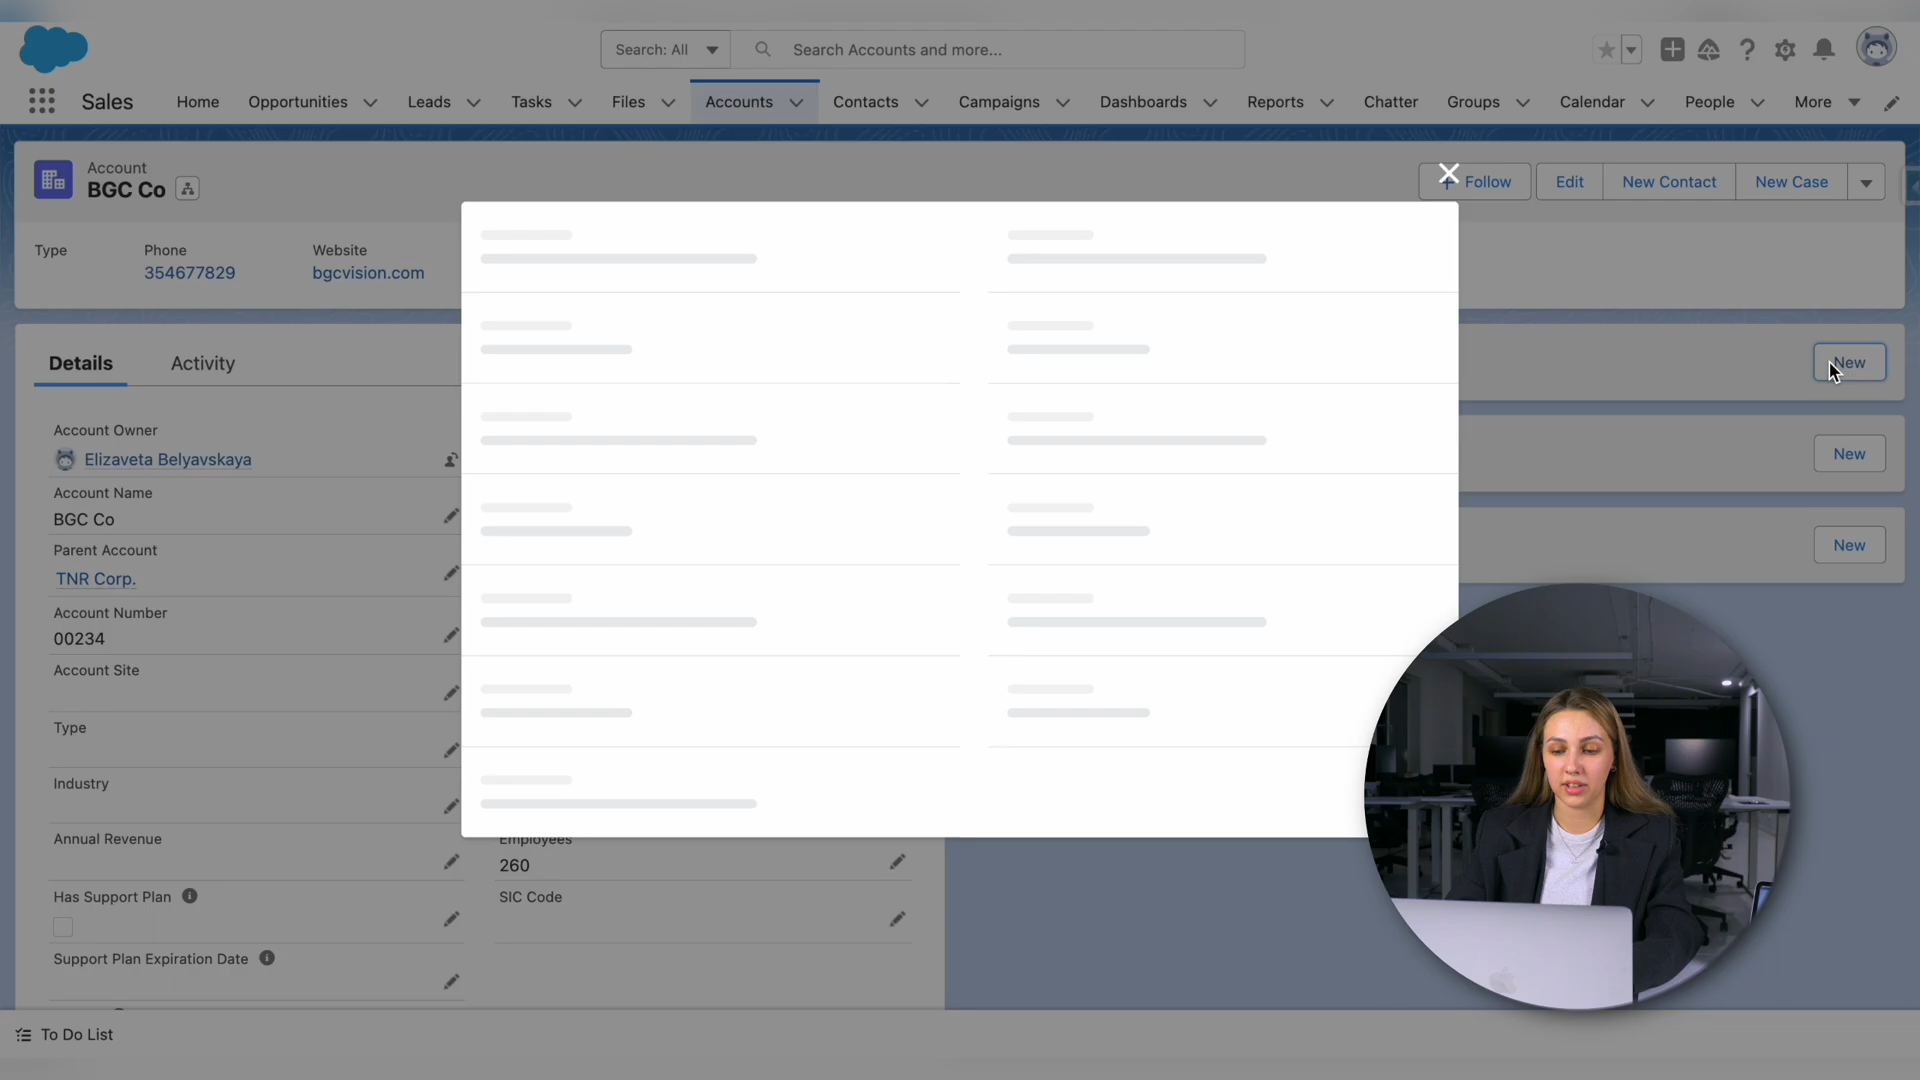 Search: All
Search Accounts and more...
Sales
Home
Opportunities
Leads
Tasks
Files
Accounts
Contacts
Campaigns
Dashboards
Reports
Chatter
Groups
Calendar
People
More
Account
BGC Co
Follow
Edit
New Contact
New Case
Type
Phone
354677829
Website
bgcvision.com
Details
Activity
Account Owner
Elizaveta Belyavskaya
Account Name
BGC Co
Parent Account
TNR Corp.
Account Number
00234
Account Site
Type
Industry
Annual Revenue
Employees
260
Has Support Plan
SIC Code
Support Plan Expiration Date
New
New
New
To Do List